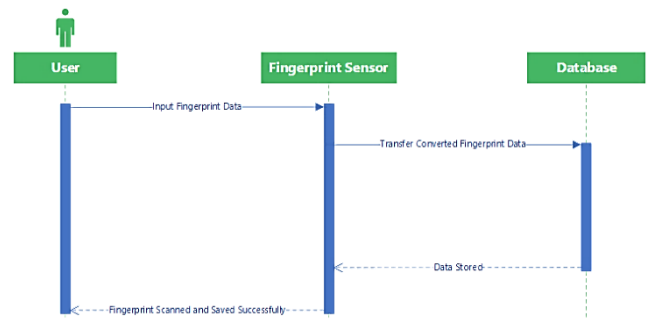 User
Fingerprint Sensor
Database
Input Fingerprint Data
Transfer Converted Fingerprint Data
Data Stored
Fingerprint Scanned and Saved Successfully